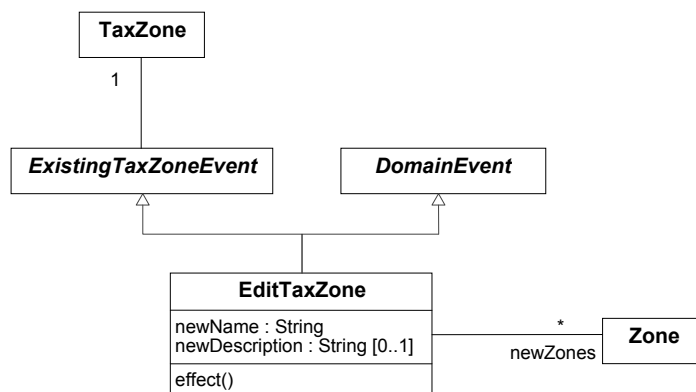 TaxZone
1
ExistingTaxZoneEvent
DomainEvent
EditTaxZone
newName : String
newDescription : String [0..1]
effect()
*
newZones
Zone